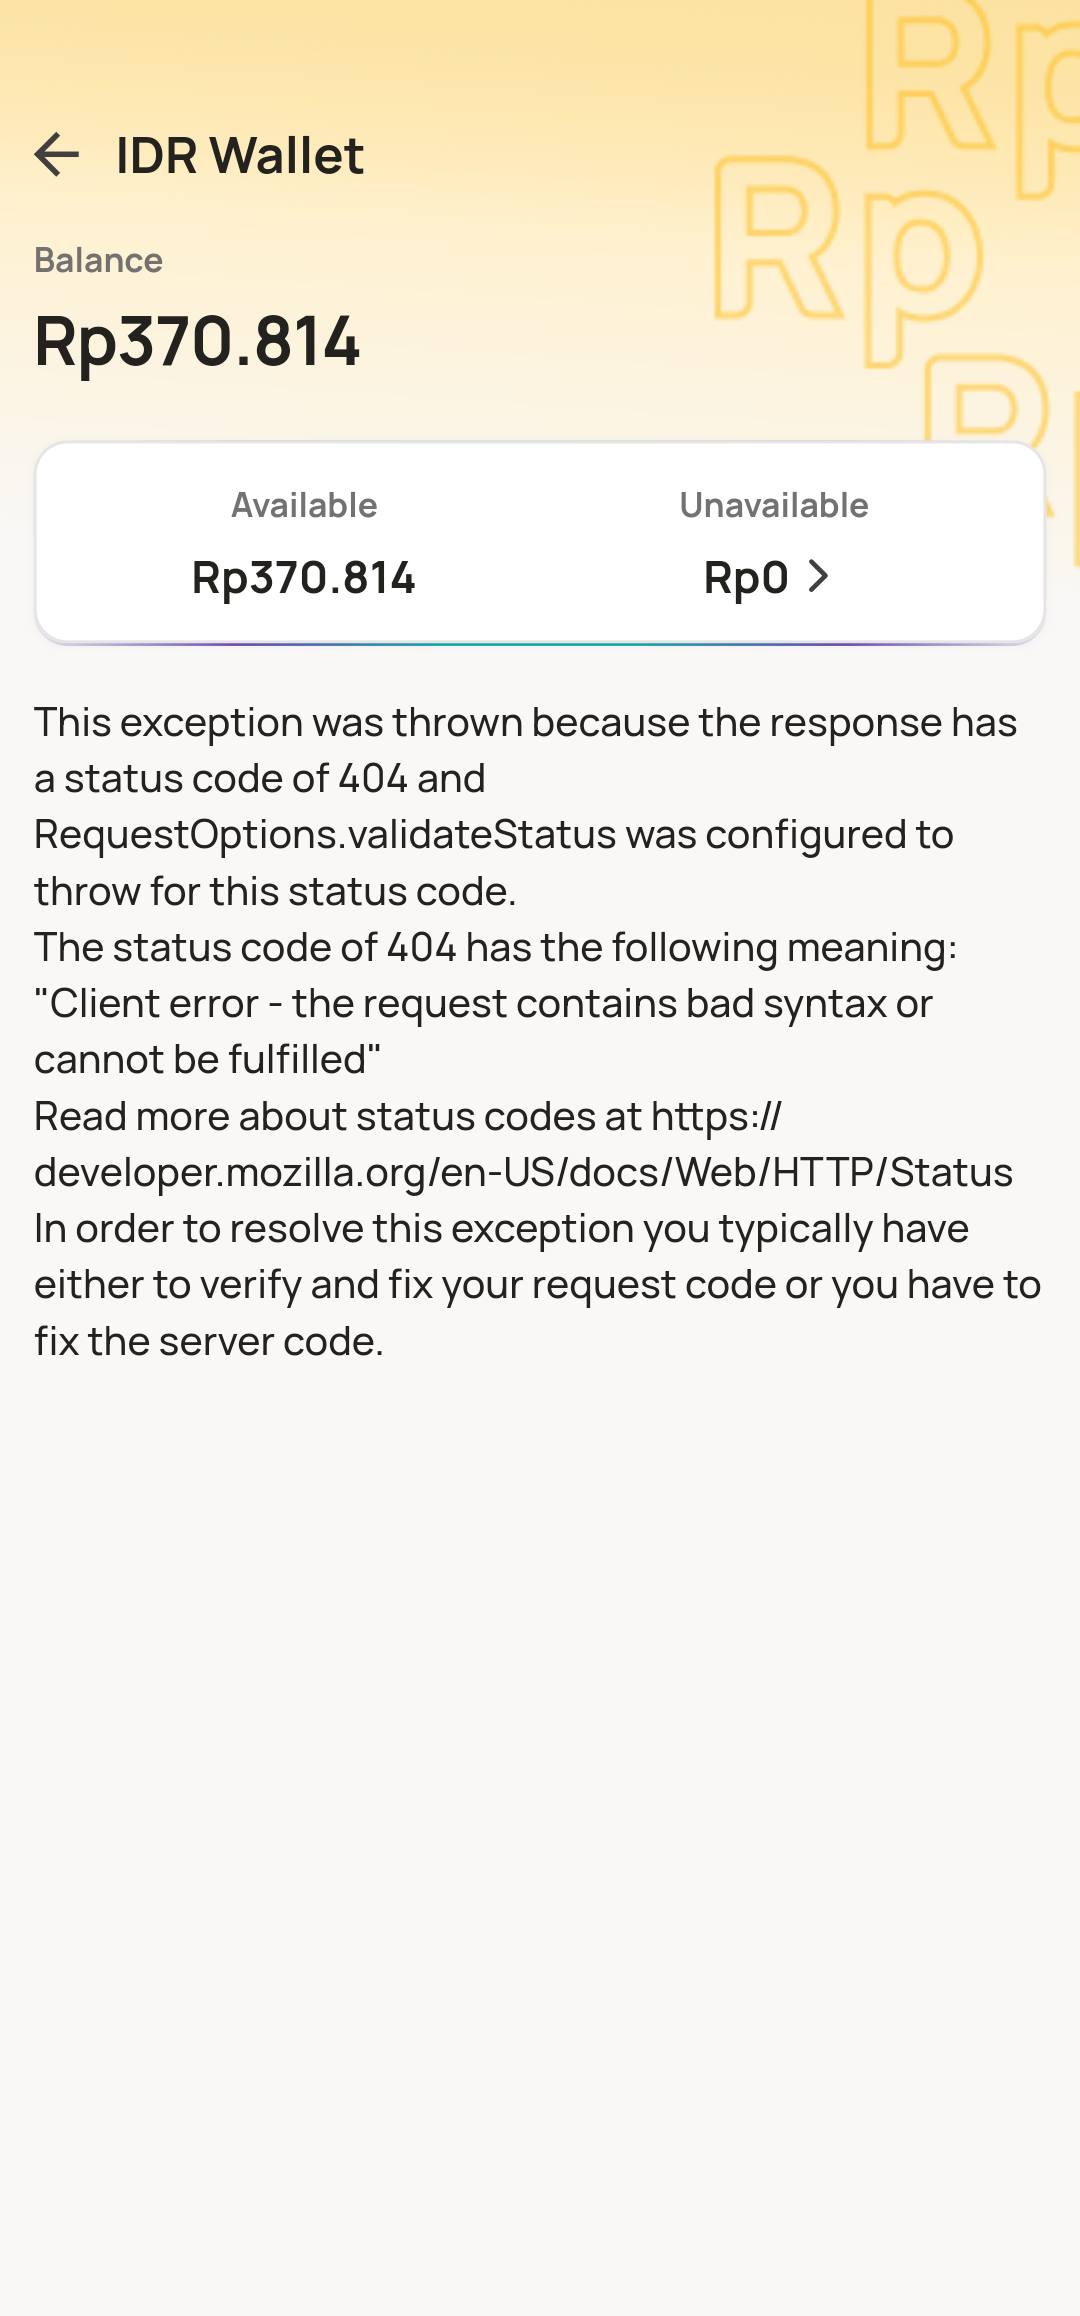 Rp
IDR Wallet
Rp
Balance
Rp370.814
Available
Unavailable
Rp370.814
Rp0
This exception was thrown because the response has
a status code of 404 and
RequestOptions.validateStatus was configured to
throw for this status code.
The status code of 404 has the following meaning:
"Client error - the request contains bad syntax or
cannot be fulfilled"
Read more about status codes at https://
developer.mozilla.org/en-US/docs/Web/HTTP/Status
In order to resolve this exception you typically have
either to verify and fix your request code or you have to
fix the server code.